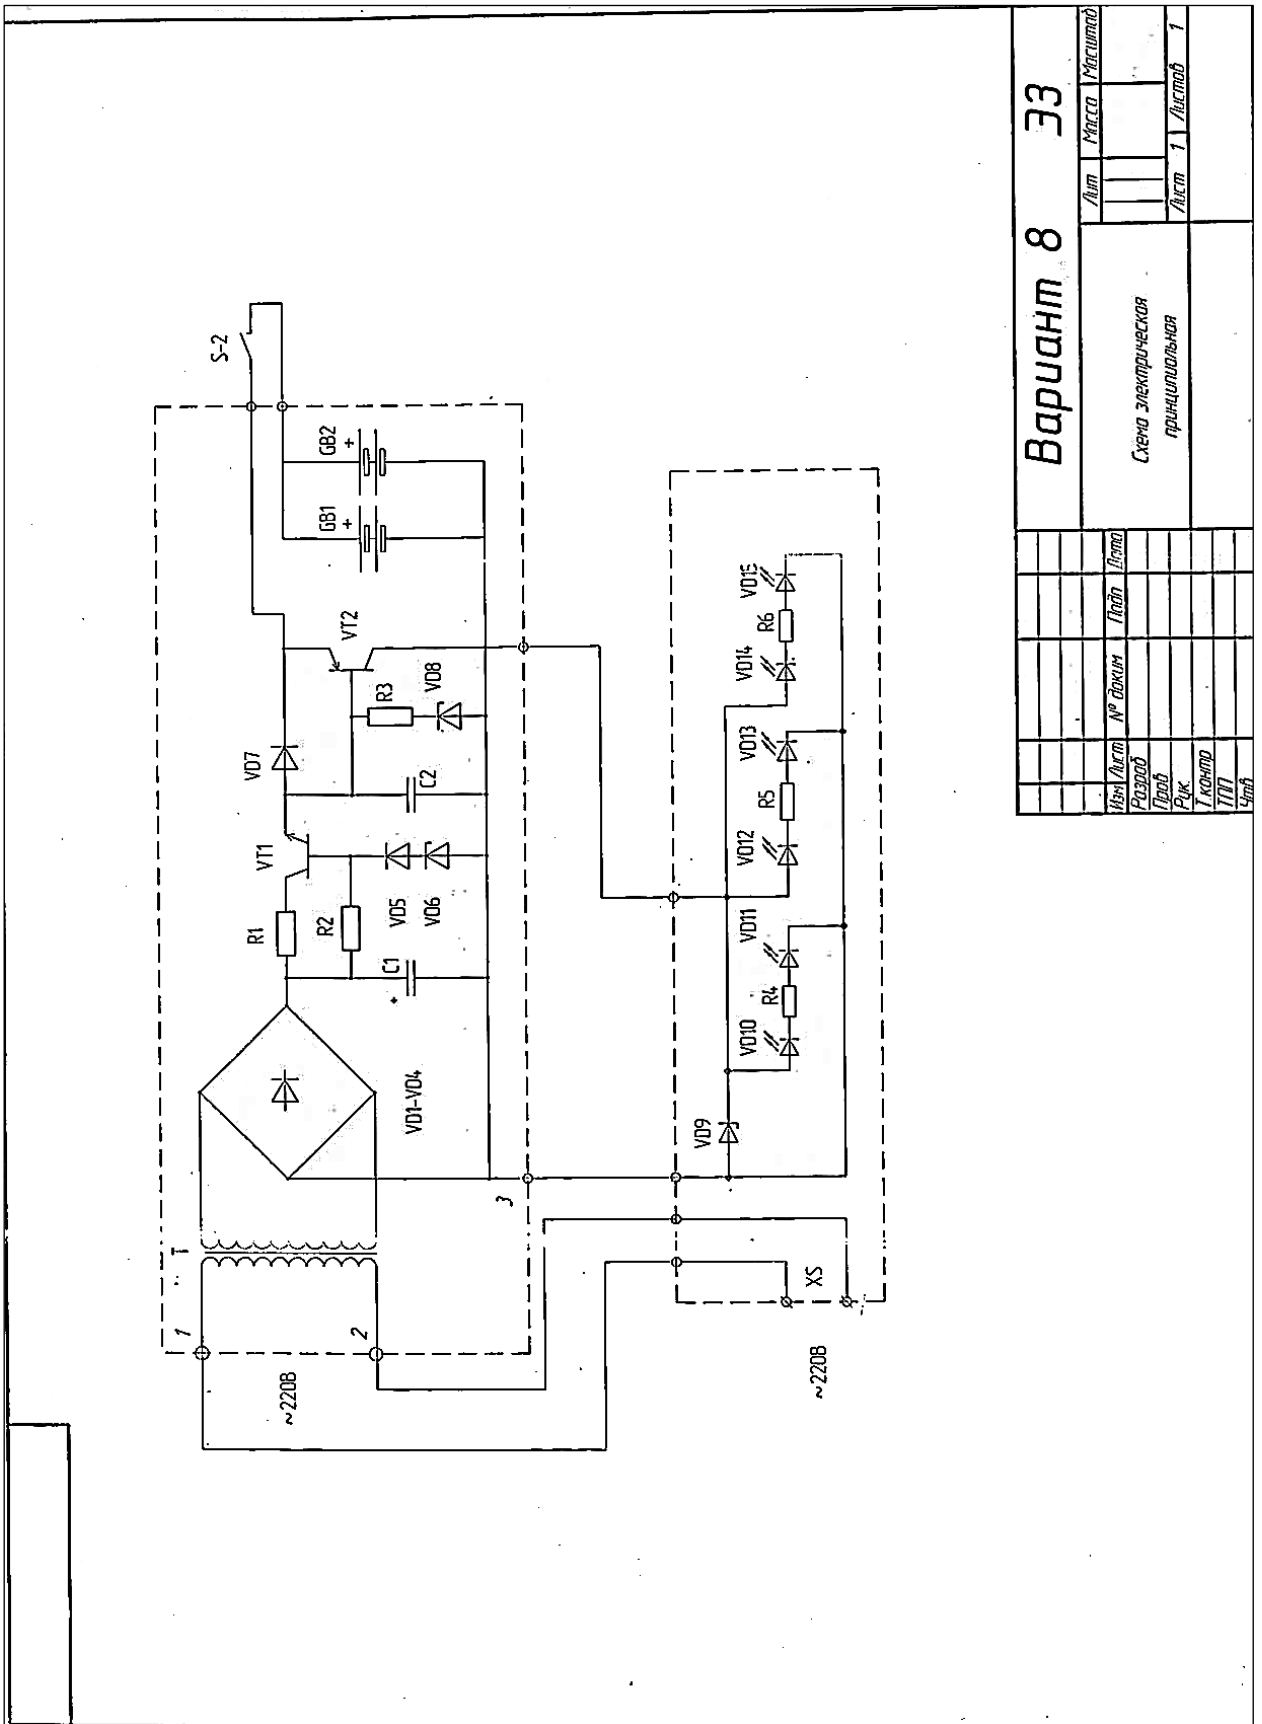 S-2
GB1
+
GB2
+
VT2
VD7
VT1
R3
VD8
C2
R1
R2
VD5
VD6
C1
+
VD1-VD4
T
1
2
3
~220В
VD15
R6
VD14
VD13
R5
VD12
VD11
R4
VD10
VD9
XS
~220В
Вариант 8 Э3
Схема электрическая
принципиальная
Лит Масса Масштаб
Лист 1 Листов 1
Изм Лист № докум Подп Дата
Разраб
Пров
Рук.
Т.контр
ТПП
Утв